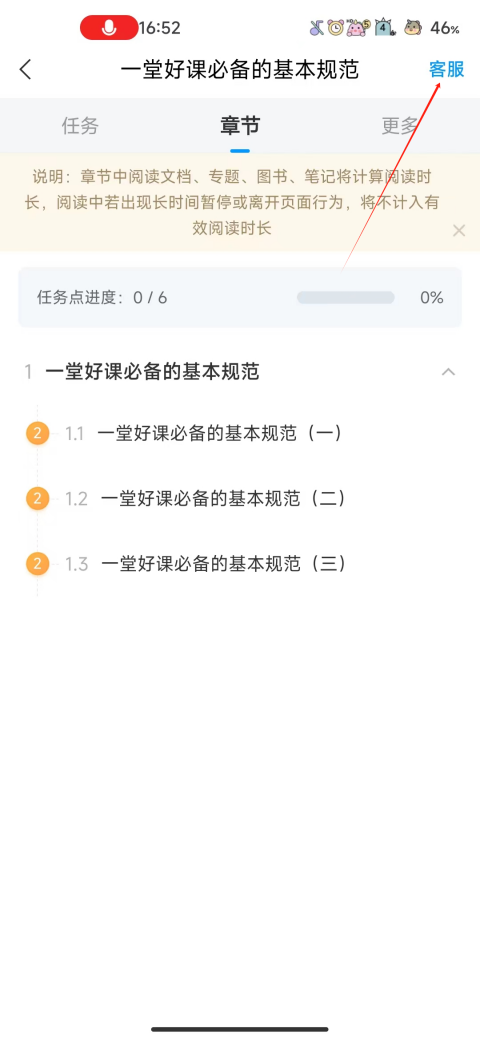 16:52
46%
一堂好课必备的基本规范
客服
任务
章节
更多
说明：章节中阅读文档、专题、图书、笔记将计算阅读时
长，阅读中若出现长时间暂停或离开页面行为，将不计入有
效阅读时长
任务点进度：0 / 6
0%
1 一堂好课必备的基本规范
2 1.1 一堂好课必备的基本规范（一）
2 1.2 一堂好课必备的基本规范（二）
2 1.3 一堂好课必备的基本规范（三）